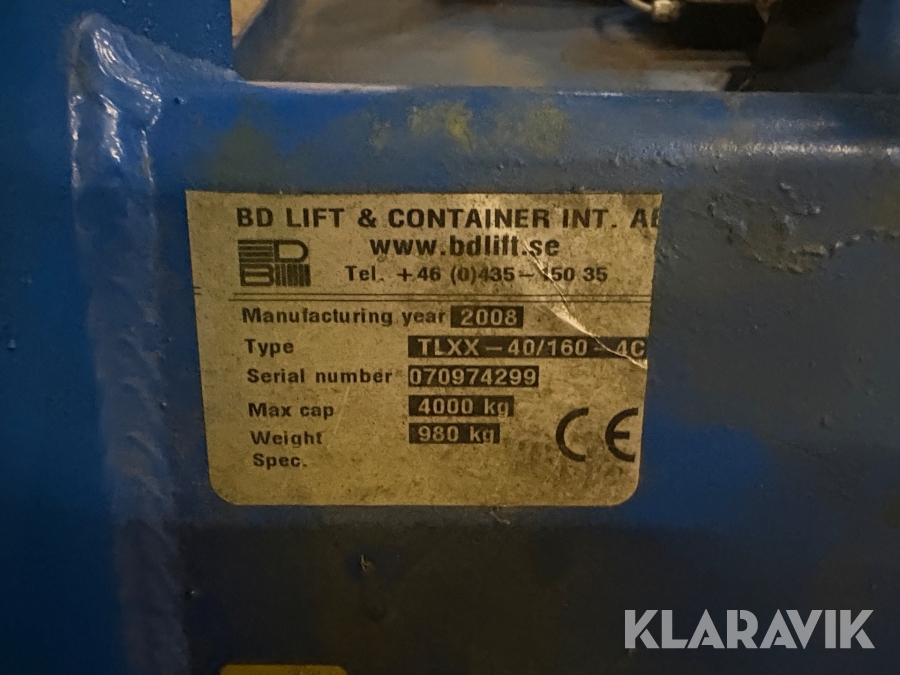 BD LIFT & CONTAINER INT. AB
www.bdlift.se
Tel. +46 (0)435-150 35
Manufacturing year 2008
Type TLXX-40/160-4C
Serial number 070974299
Max cap 4000 kg
Weight 980 kg
Spec.
CE
KLARAVIK